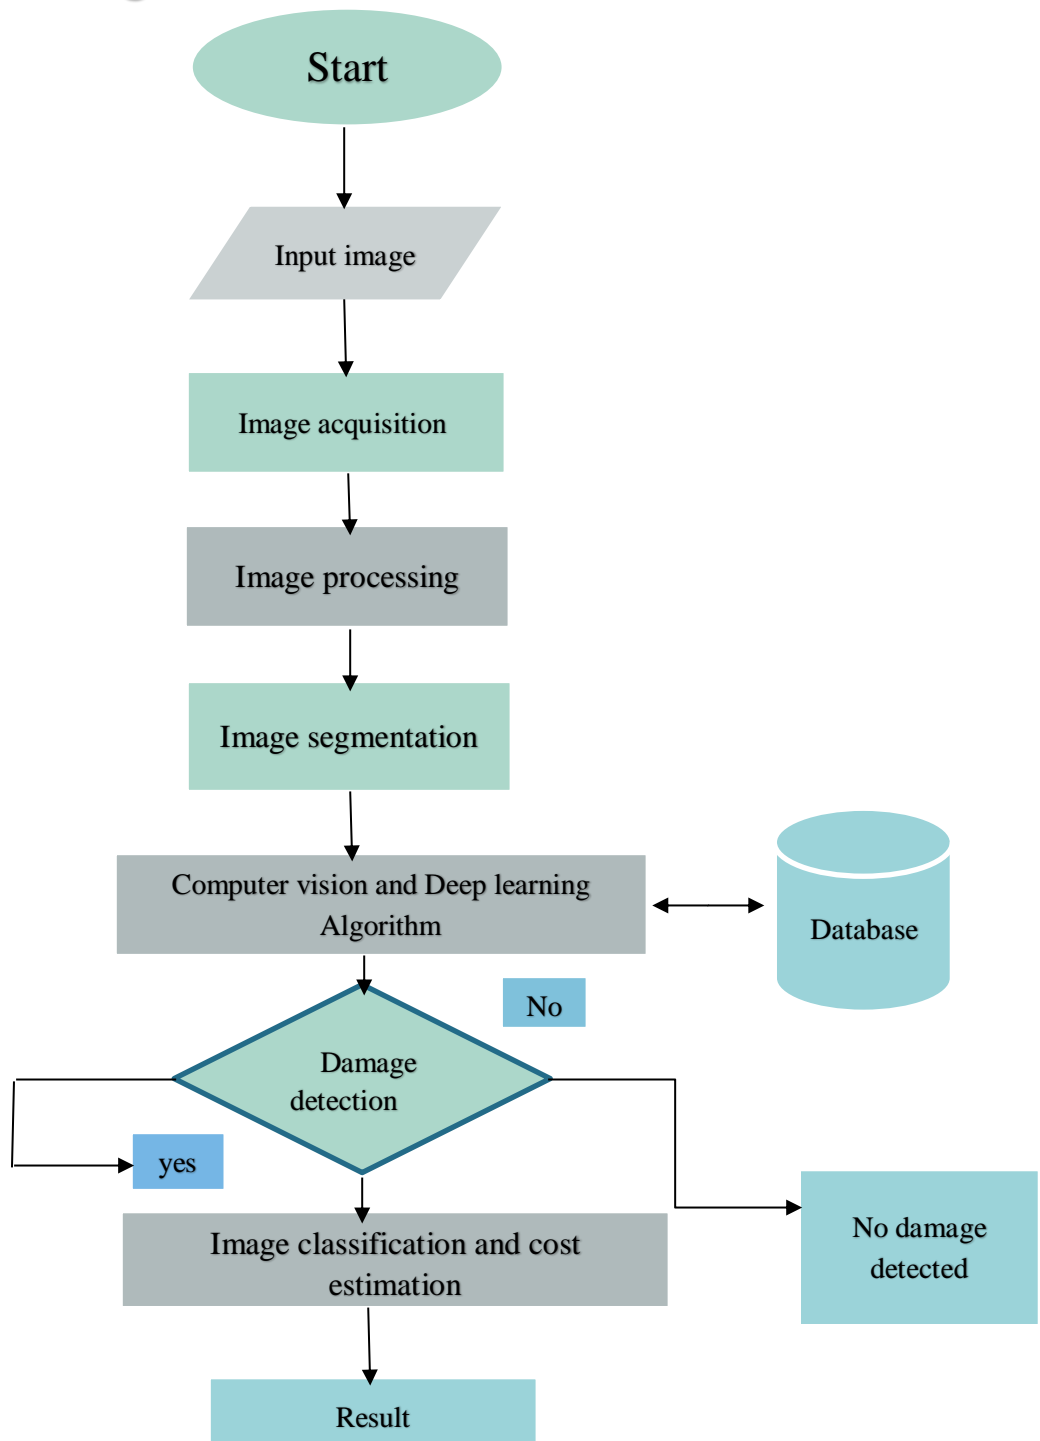 Start
Input image
Image acquisition
Image processing
Image segmentation
Computer vision and Deep learning
Algorithm
Database
No
Damage
detection
yes
No damage
detected
Image classification and cost
estimation
Result